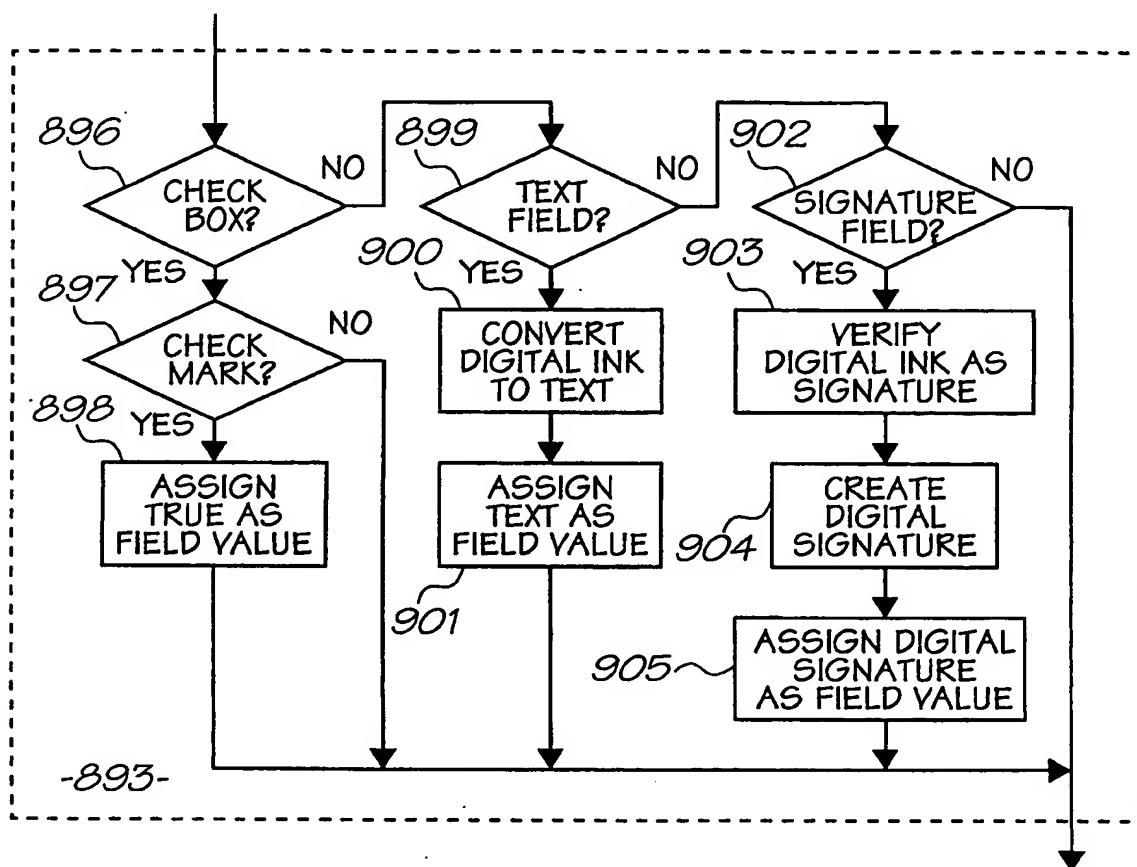 896
CHECK
BOX?
NO
YES
897
CHECK
MARK?
NO
YES
898
ASSIGN
TRUE AS
FIELD VALUE
899
TEXT
FIELD?
NO
YES
900
CONVERT
DIGITAL INK
TO TEXT
ASSIGN
TEXT AS
FIELD VALUE
901
902
SIGNATURE
FIELD?
NO
YES
903
VERIFY
DIGITAL INK AS
SIGNATURE
CREATE
DIGITAL
SIGNATURE
904
ASSIGN DIGITAL
SIGNATURE
AS FIELD VALUE
905
-893-